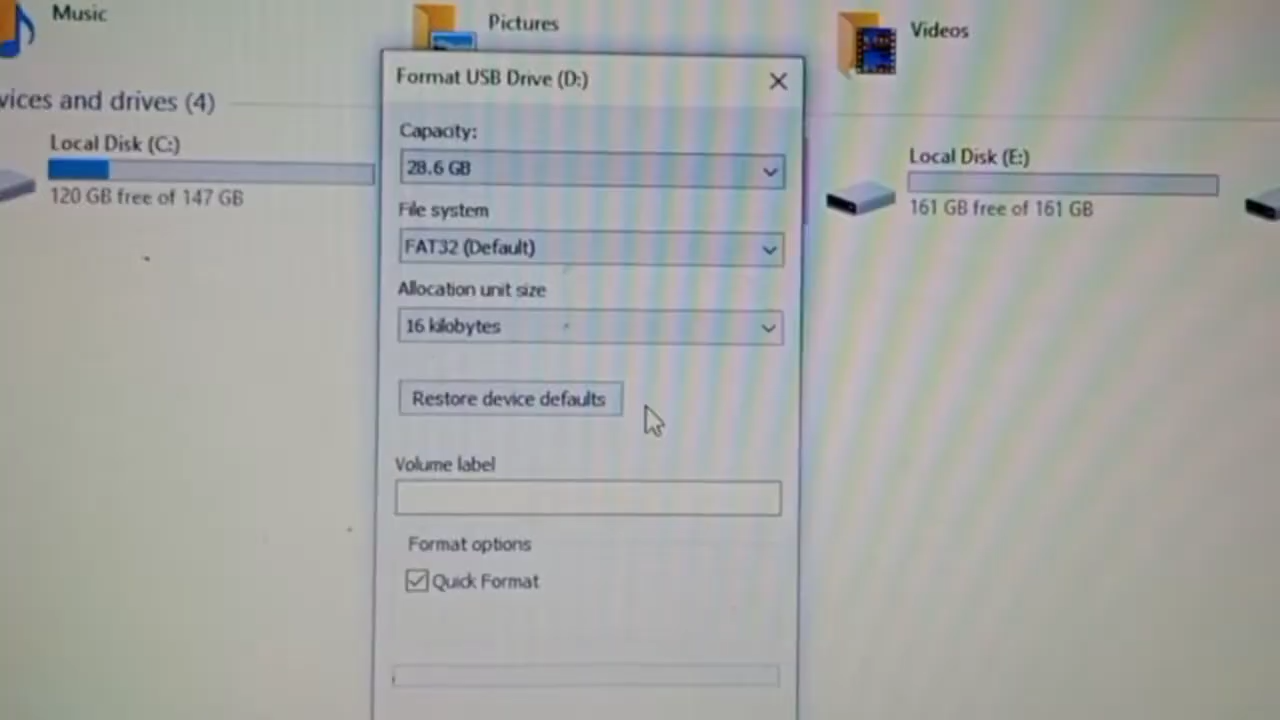 Music
Pictures
Videos
vices and drives (4)
Local Disk (C:)
120 GB free of 147 GB
Format USB Drive (D:)
Capacity:
28.6 GB
File system
FAT32 (Default)
Allocation unit size
16 kilobytes
Restore device defaults
Volume label
Format options
Quick Format
Local Disk (E:)
161 GB free of 161 GB